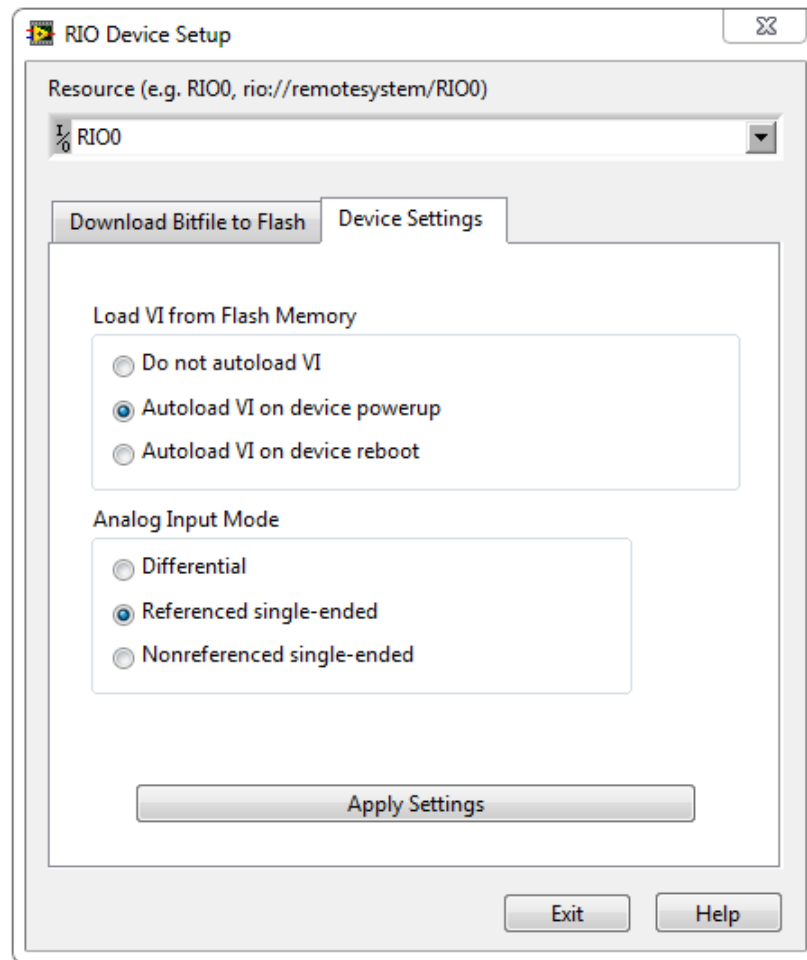 RIO Device Setup
Resource (e.g. RIO0, rio://remotesystem/RIO0)
I/O RIO0
Download Bitfile to Flash
Device Settings
Load VI from Flash Memory
Do not autoload VI
Autoload VI on device powerup
Autoload VI on device reboot
Analog Input Mode
Differential
Referenced single-ended
Nonreferenced single-ended
Apply Settings
Exit
Help